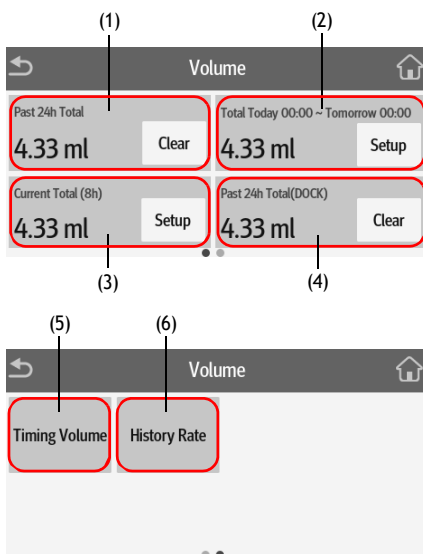 (1)
(2)
Volume
Past 24h Total
Total Today 00:00 ~ Tomorrow 00:00
4.33 ml
Clear
4.33 ml
Setup
Current Total (8h)
Past 24h Total(DOCK)
4.33 ml
Setup
4.33 ml
Clear
(3)
(4)
(5)
(6)
Volume
Timing Volume
History Rate